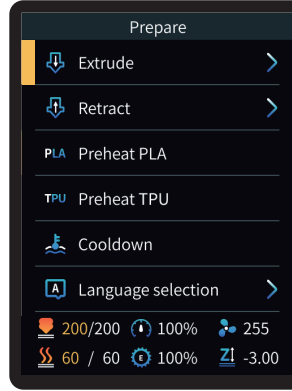 Prepare
Extrude
Retract
PLA Preheat PLA
TPU Preheat TPU
Cooldown
A Language selection
200/200 100% 255
60 / 60 E 100% Z -3.00